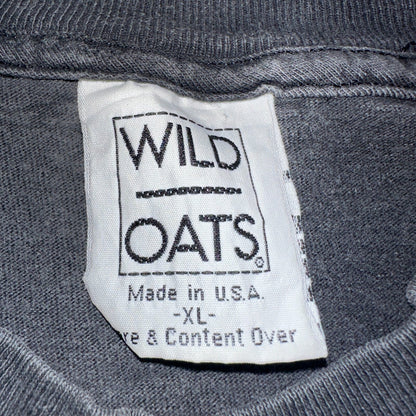 WILD
OATS®
Made in U.S.A.
-XL-
re & Content Over